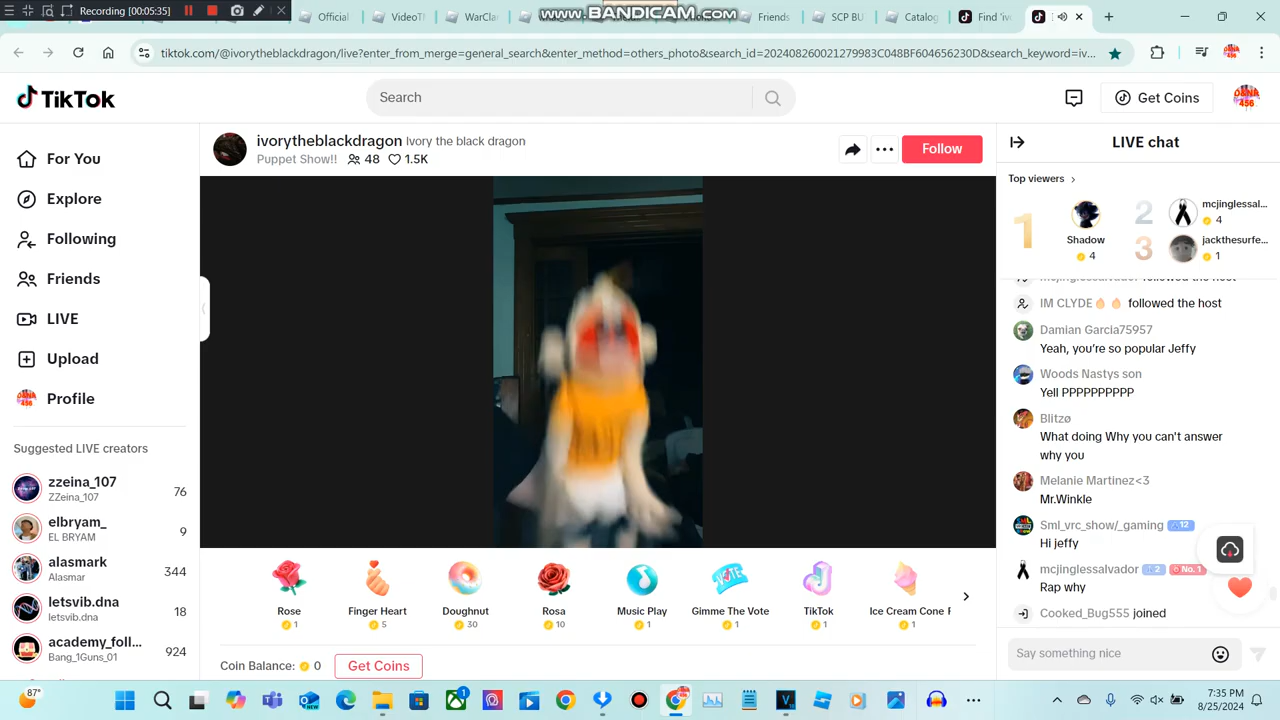 Recording [00:05:35]
Official
VideoT
Warcla
www.BANDICAM.com
Friends
SCP BU
Catalog
Find 'iv
tiktok.com/@ivorytheblackdragon/live?enter_from_merge=general_search&enter_method=others_photo&search_id=202408260021279983C048BF604656230D&search_keyword=iv...
TikTok
Search
Get Coins
For You
Explore
Following
Friends
LIVE
Upload
Profile
Suggested LIVE creators
zzeina_107
ZZeina_107
76
elbryam_
EL BRYAM
9
alasmark
Alasmar
344
letsvib.dna
letsvib.dna
18
academy_foll...
Bang_1Guns_01
924
ivorytheblackdragon Ivory the black dragon
Puppet Show!! 48 1.5K
Follow
Rose
1
Finger Heart
5
Doughnut
30
Rosa
10
Music Play
1
Gimme The Vote
1
TikTok
1
Ice Cream Cone F
1
Coin Balance: 0 Get Coins
LIVE chat
Top viewers
1
Shadow
4
2
mcjinglessal...
4
3
jackthesurfe...
1
mcjinglessalvador followed the host
IM CLYDE followed the host
Damian Garcia75957
Yeah, you're so popular Jeffy
Woods Nastys son
Yell PPPPPPPPPP
Blitzø
What doing Why you can't answer
why you
Melanie Martinez<3
Mr.Winkle
Sml_vrc_show/_gaming 12
Hi jeffy
mcjinglessalvador 2 No. 1
Rap why
Cooked_Bug555 joined
Say something nice
87°
7:35 PM
8/25/2024